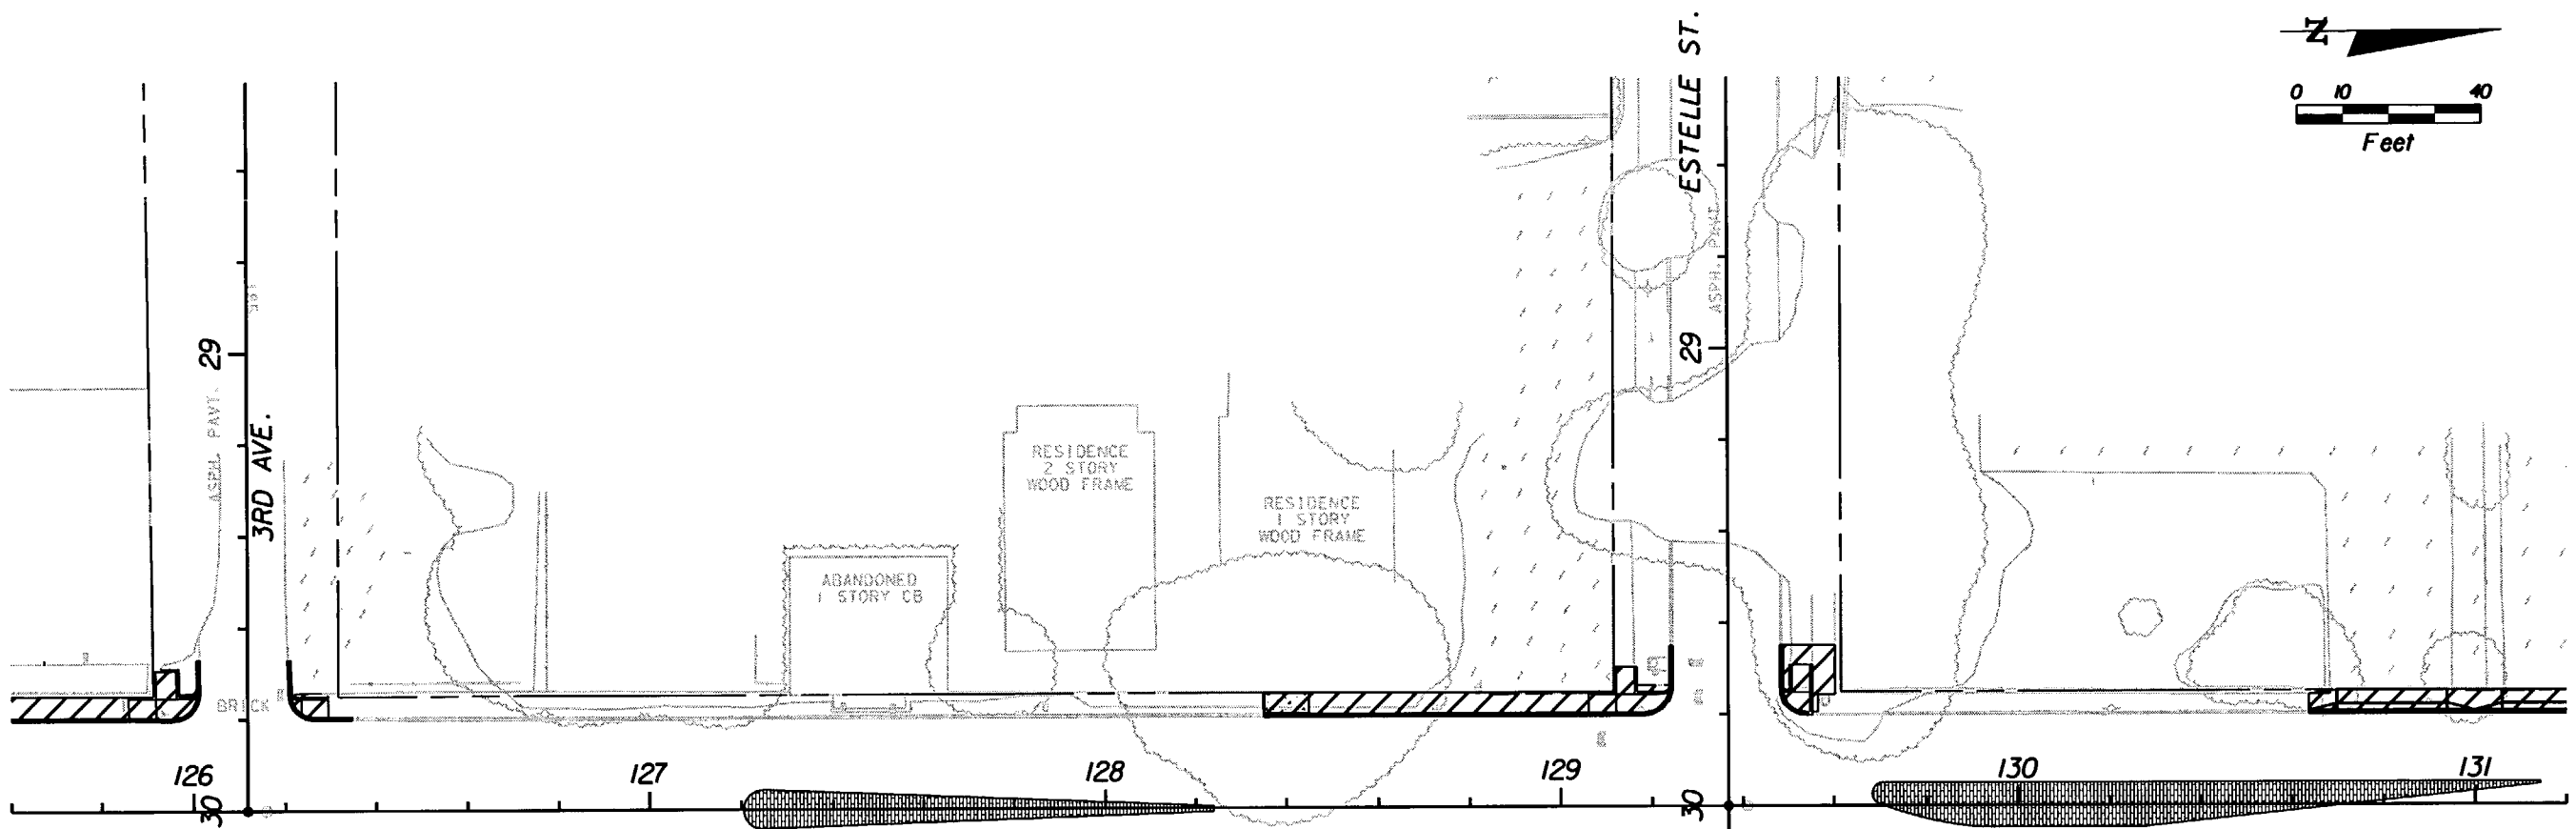 ESTELLE ST.
N
0 10 40
Feet
29
ASPH. PAVT.
3RD AVE.
29
ASPH. PVMT
RESIDENCE
2 STORY
WOOD FRAME
RESIDENCE
1 STORY
WOOD FRAME
ABANDONED
1 STORY CB
BRICK
126
127
128
129
130
131
30
30